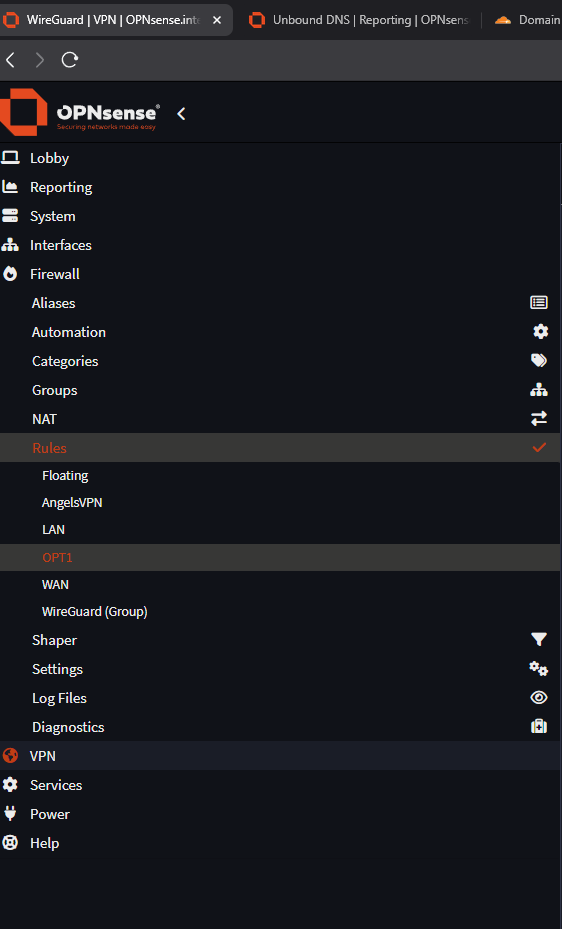 WireGuard | VPN | OPNsense.inte
Unbound DNS | Reporting | OPNsens
Domain
OPNsense®
Securing networks made easy
Lobby
Reporting
System
Interfaces
Firewall
Aliases
Automation
Categories
Groups
NAT
Rules
Floating
AngelsVPN
LAN
OPT1
WAN
WireGuard (Group)
Shaper
Settings
Log Files
Diagnostics
VPN
Services
Power
Help